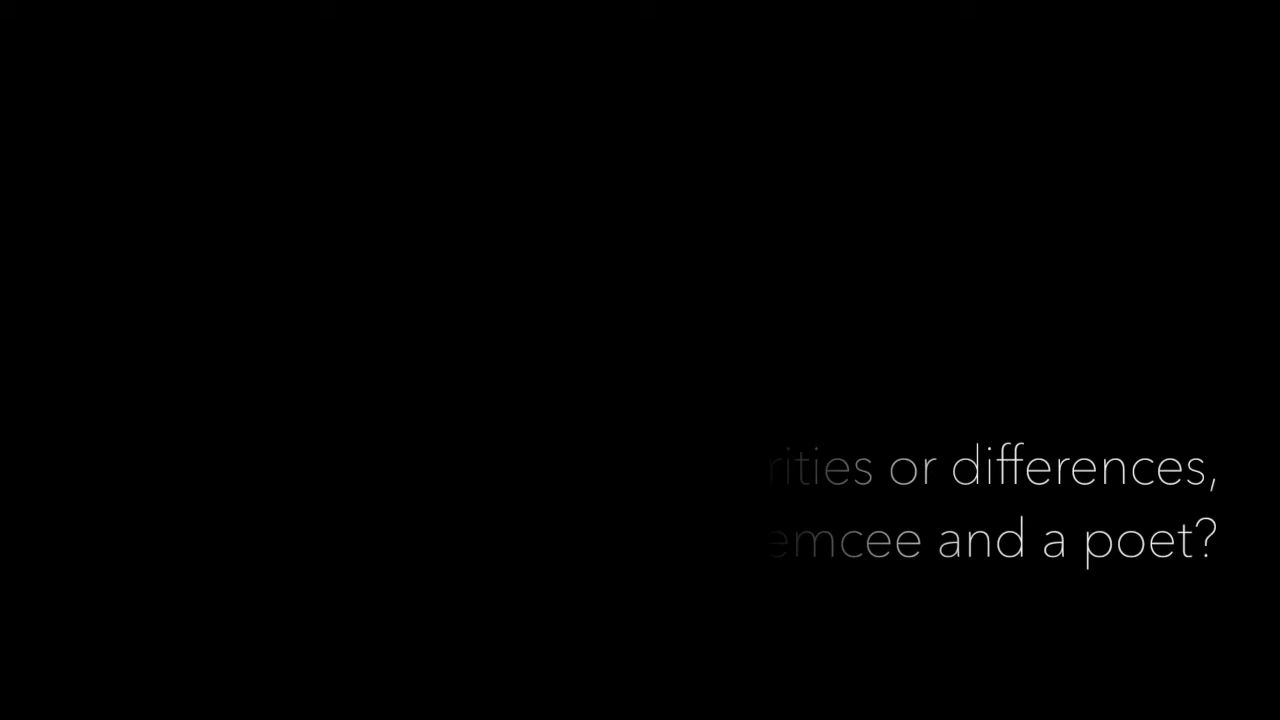 rities or differences,
emcee and a poet?